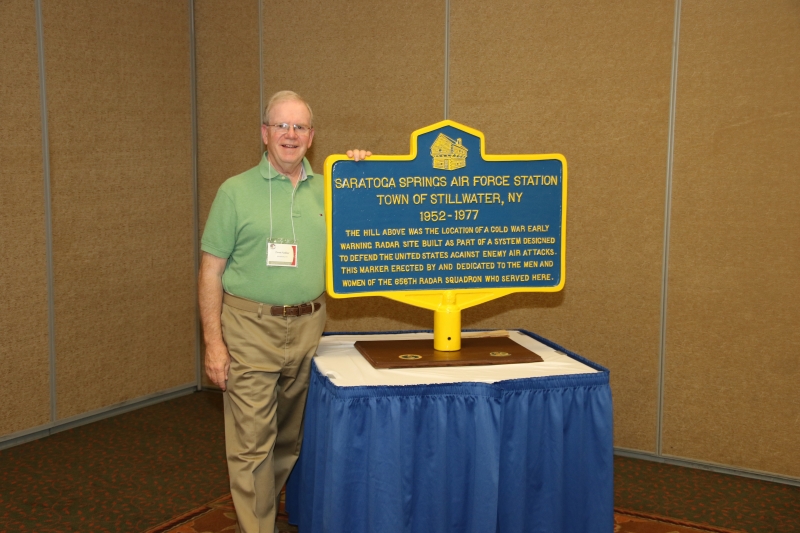 SARATOGA SPRINGS AIR FORCE STATION
TOWN OF STILLWATER, NY
1952-1977
THE HILL ABOVE WAS THE LOCATION OF A COLD WAR EARLY
WARNING RADAR SITE BUILT AS PART OF A SYSTEM DESIGNED
TO DEFEND THE UNITED STATES AGAINST ENEMY AIR ATTACKS.
THIS MARKER ERECTED BY AND DEDICATED TO THE MEN AND
WOMEN OF THE 656TH RADAR SQUADRON WHO SERVED HERE.